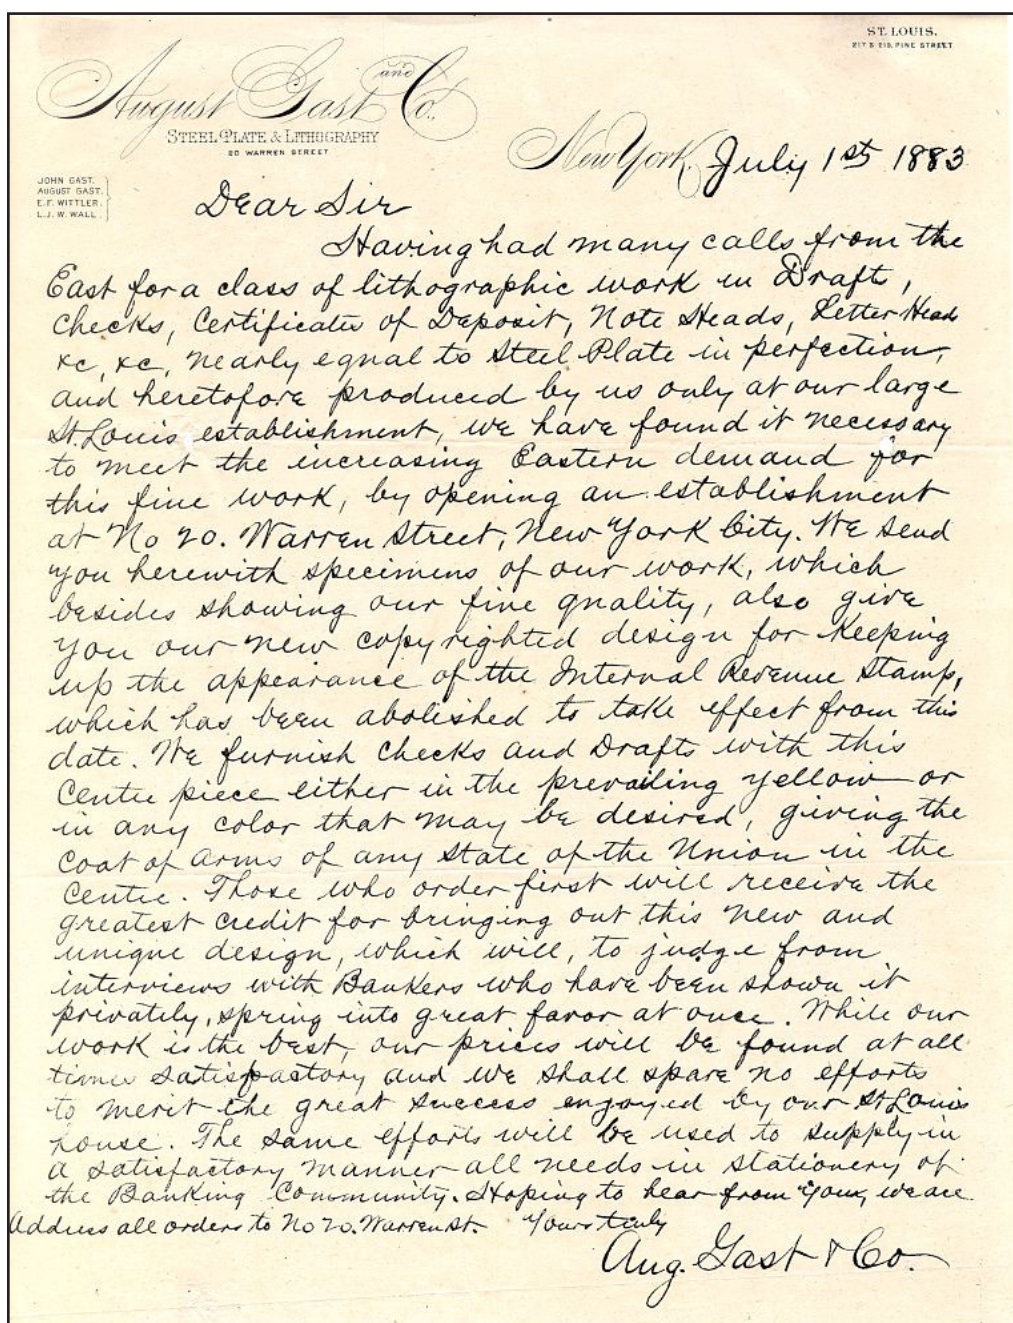 ST. LOUIS.
217 & 219, PINE STREET
August Gast and Co.
STEEL PLATE & LITHOGRAPHY
20 WARREN STREET
New York, July 1st 1883
JOHN GAST.
AUGUST GAST.
E.F. WITTLER.
L.J.W. WALL.
Dear Sir
Having had many calls from the
East for a class of lithographic work in Draft,
Checks, Certificates of Deposit, Note Heads, Letter Heads
&c, &c, nearly equal to Steel Plate in perfection,
and heretofore produced by us only at our large
St. Louis establishment, we have found it necessary
to meet the increasing Eastern demand for
this fine work, by opening an establishment
at No 20. Warren Street, New York City. We send
you herewith specimens of our work, which
besides showing our fine quality, also give
you our new copyrighted design for keeping
up the appearance of the Internal Revenue Stamp,
which has been abolished to take effect from this
date. We furnish Checks and Drafts with this
Centre piece either in the prevailing yellow or
in any color that may be desired, giving the
Coat of Arms of any State of the Union in the
Centre. Those who order first will receive the
greatest credit for bringing out this new and
unique design, which will, to judge from
interviews with Bankers who have been shown it
privately, spring into great favor at once. While our
work is the best, our prices will be found at all
times satisfactory and we shall spare no efforts
to merit the great success enjoyed by our St Louis
house. The same efforts will be used to supply in
a satisfactory manner all needs in stationery of
the Banking Community. Hoping to hear from you, we are
Address all orders to No 20. Warren St. Yours truly
Aug. Gast & Co.